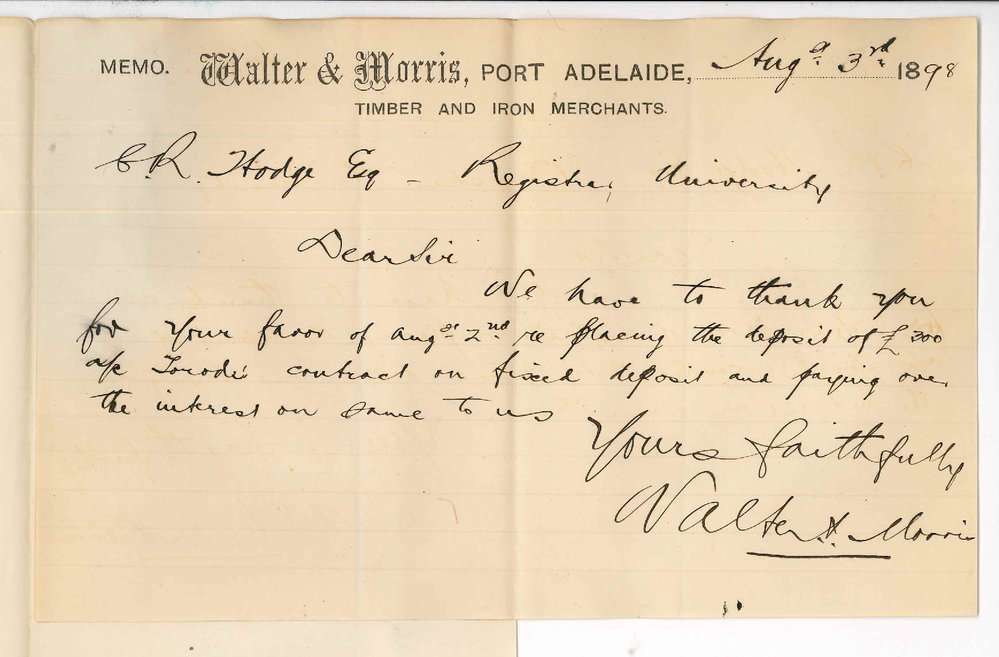 MEMO. Walter & Morris, PORT ADELAIDE, Augst 3rd 1898
TIMBER AND IRON MERCHANTS.
C.R. Hodge Esq - Registrar, University
Dear Sir
We have to thank you
for your favor of augst 2nd re placing the deposit of £300
a/c Torode's contract on fixed deposit and paying over
the interest on same to us
Yours faithfully
Walter & Morris